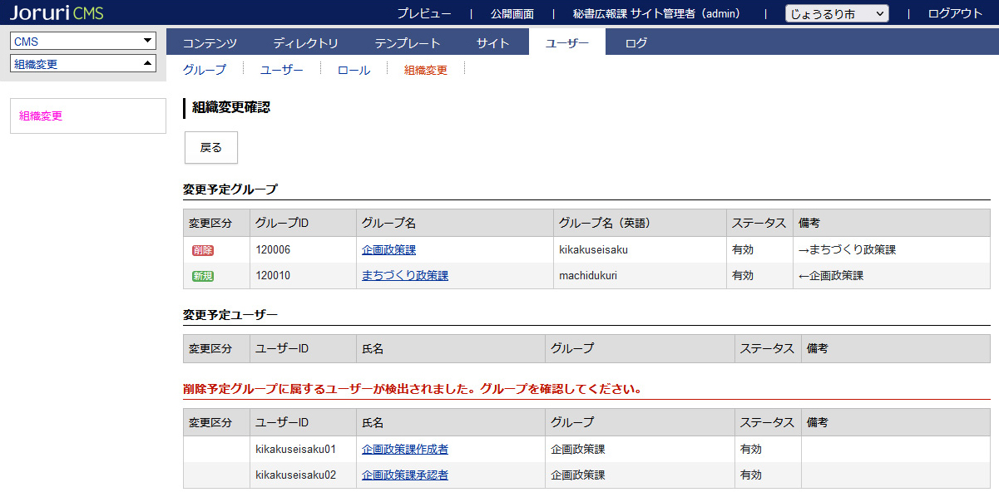 Joruri CMS プレビュー | 公開画面 | 秘書広報課 サイト管理者（admin） | じょうるり市 | ログアウト
CMS
組織変更
コンテンツ ディレクトリ テンプレート サイト ユーザー ログ
グループ ユーザー ロール 組織変更
組織変更
組織変更確認
戻る
変更予定グループ
変更区分 グループID グループ名 グループ名（英語） ステータス 備考
削除 120006 企画政策課 kikakuseisaku 有効 →まちづくり政策課
新規 120010 まちづくり政策課 machidukuri 有効 ←企画政策課
変更予定ユーザー
変更区分 ユーザーID 氏名 グループ ステータス 備考
削除予定グループに属するユーザーが検出されました。グループを確認してください。
変更区分 ユーザーID 氏名 グループ ステータス 備考
kikakuseisaku01 企画政策課作成者 企画政策課 有効
kikakuseisaku02 企画政策課承認者 企画政策課 有効